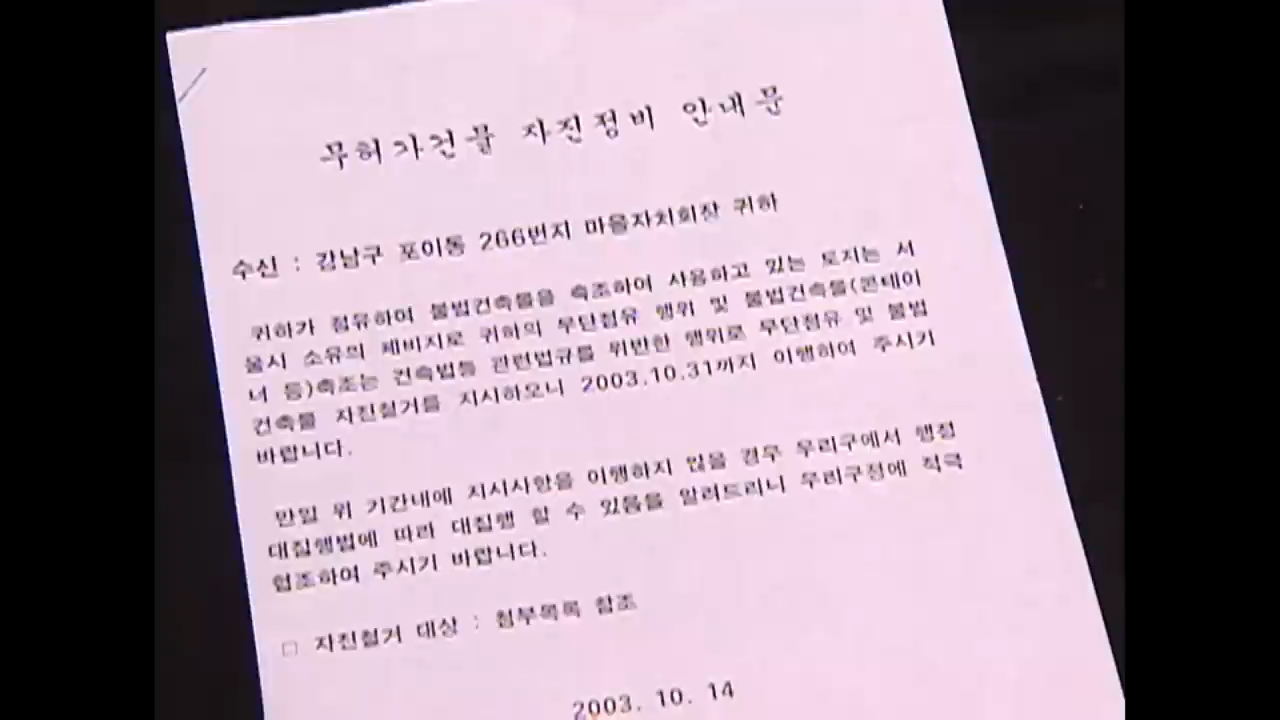 무허가건물 자진정비 안내문
수신 : 강남구 포이동 266번지 마을자치회장 귀하
귀하가 점유하여 불법건축물을 축조하여 사용하고 있는 토지는 서
울시 소유의 체비지로 귀하의 무단점유 행위 및 불법건축물(콘테이
너 등)축조는 건축법등 관련법규를 위반한 행위로 무단점유 및 불법
건축물 자진철거를 지시하오니 2003.10.31까지 이행하여 주시기
바랍니다.
만일 위 기간내에 지시사항을 이행하지 않을 경우 우리구에서 행정
대집행법에 따라 대집행 할 수 있음을 알려드리니 우리구정에 적극
협조하여 주시기 바랍니다.
□ 자진철거 대상 : 첨부목록 참조
2003. 10. 14